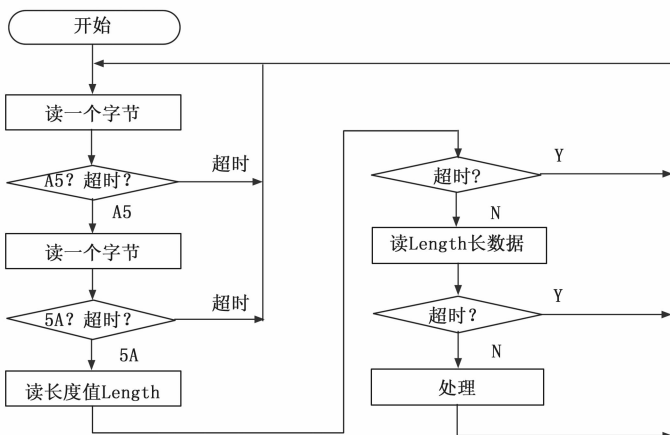 开始
读一个字节
A5？超时？
超时
A5
读一个字节
5A？超时？
超时
5A
读长度值Length
超时?
Y
N
读Length长数据
超时？
Y
N
处理